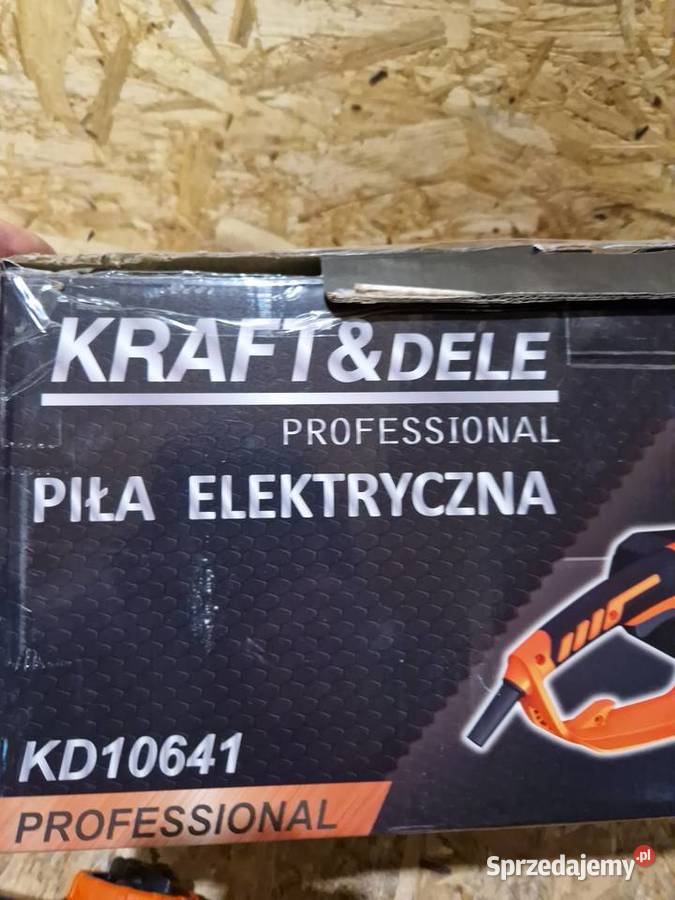 KRAFT&DELE
PROFESSIONAL
PIŁA ELEKTRYCZNA
KD10641
PROFESSIONAL
Sprzedajemy.pl